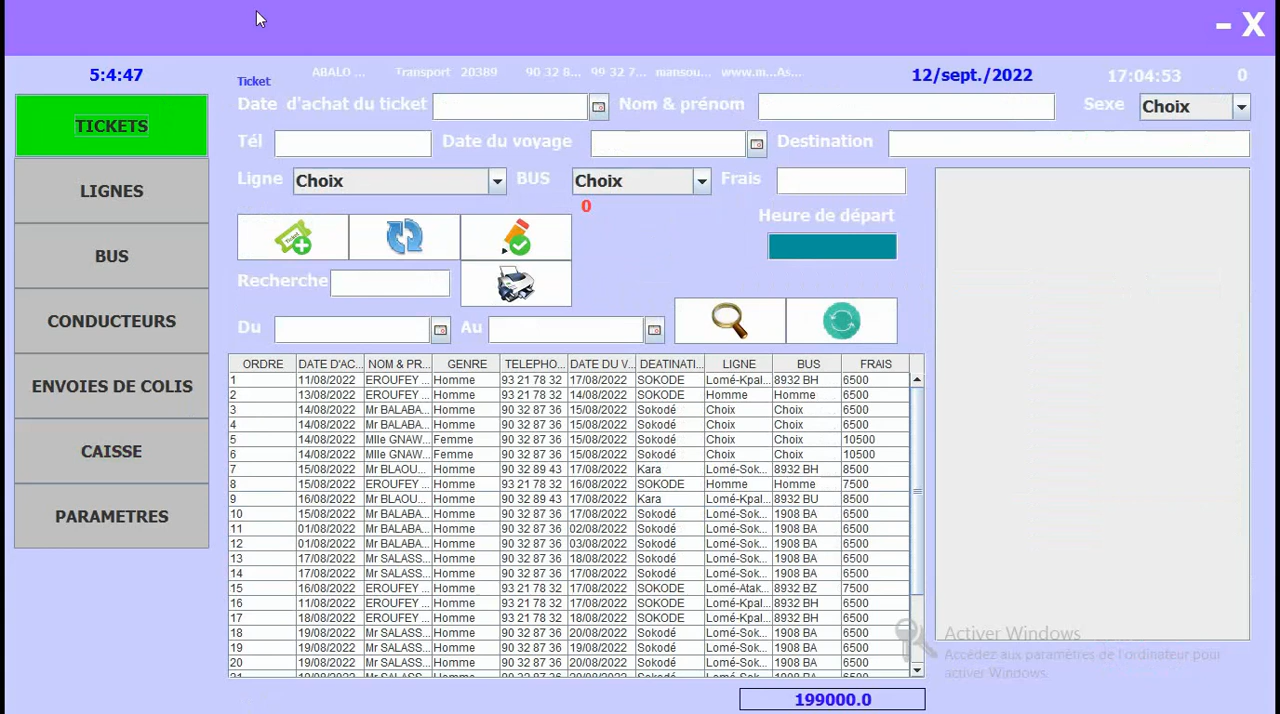 – X
5:4:47
Ticket
ABALO ... Transport 20389 90 32 8... 99 32 7... mansou... www.m...As...
12/sept./2022
17:04:53
0
TICKETS
LIGNES
BUS
CONDUCTEURS
ENVOIES DE COLIS
CAISSE
PARAMETRES
Date d'achat du ticket
Nom & prénom
Sexe Choix
Tél
Date du voyage
Destination
Ligne Choix
BUS Choix
Frais
0
Heure de départ
Ticket
Recherche
Du
Au
ORDRE DATE D'AC... NOM & PR... GENRE TELEPHO... DATE DU V... DEATINATI... LIGNE BUS FRAIS
1 11/08/2022 EROUFEY ... Homme 93 21 78 32 17/08/2022 SOKODE Lomé-Kpal... 8932 BH 6500
2 13/08/2022 EROUFEY ... Homme 93 21 78 32 14/08/2022 SOKODE Homme Homme 6500
3 14/08/2022 Mr BALABA... Homme 90 32 87 36 15/08/2022 Sokodé Choix Choix 6500
4 14/08/2022 Mr BALABA... Homme 90 32 87 36 15/08/2022 Sokodé Choix Choix 6500
5 14/08/2022 Mlle GNAW... Femme 90 32 87 36 15/08/2022 Sokodé Choix Choix 10500
6 14/08/2022 Mlle GNAW... Femme 90 32 87 36 15/08/2022 Sokodé Choix Choix 10500
7 15/08/2022 Mr BLAOU... Homme 90 32 89 43 17/08/2022 Kara Lomé-Sok... 8932 BH 8500
8 15/08/2022 EROUFEY ... Homme 93 21 78 32 16/08/2022 SOKODE Homme Homme 7500
9 16/08/2022 Mr BLAOU... Homme 90 32 89 43 17/08/2022 Kara Lomé-Kpal... 8932 BU 8500
10 15/08/2022 Mr BALABA... Homme 90 32 87 36 17/08/2022 Sokodé Lomé-Sok... 1908 BA 6500
11 01/08/2022 Mr BALABA... Homme 90 32 87 36 02/08/2022 Sokodé Lomé-Sok... 1908 BA 6500
12 01/08/2022 Mr BALABA... Homme 90 32 87 36 03/08/2022 Sokodé Lomé-Sok... 1908 BA 6500
13 17/08/2022 Mr SALASS... Homme 90 32 87 36 18/08/2022 Sokodé Lomé-Sok... 1908 BA 6500
14 17/08/2022 Mr SALASS... Homme 90 32 87 36 17/08/2022 Sokodé Lomé-Sok... 1908 BA 6500
15 16/08/2022 EROUFEY ... Homme 93 21 78 32 17/08/2022 SOKODE Lomé-Atak... 8932 BZ 7500
16 11/08/2022 EROUFEY ... Homme 93 21 78 32 17/08/2022 SOKODE Lomé-Kpal... 8932 BH 6500
17 18/08/2022 EROUFEY ... Homme 93 21 78 32 18/08/2022 SOKODE Lomé-Kpal... 8932 BH 6500
18 19/08/2022 Mr SALASS... Homme 90 32 87 36 20/08/2022 Sokodé Lomé-Sok... 1908 BA 6500
19 19/08/2022 Mr SALASS... Homme 90 32 87 36 19/08/2022 Sokodé Lomé-Sok... 1908 BA 6500
20 19/08/2022 Mr SALASS... Homme 90 32 87 36 20/08/2022 Sokodé Lomé-Sok... 1908 BA 6500
199000.0
Activer Windows
Accédez aux paramètres de l'ordinateur pour
activer Windows.